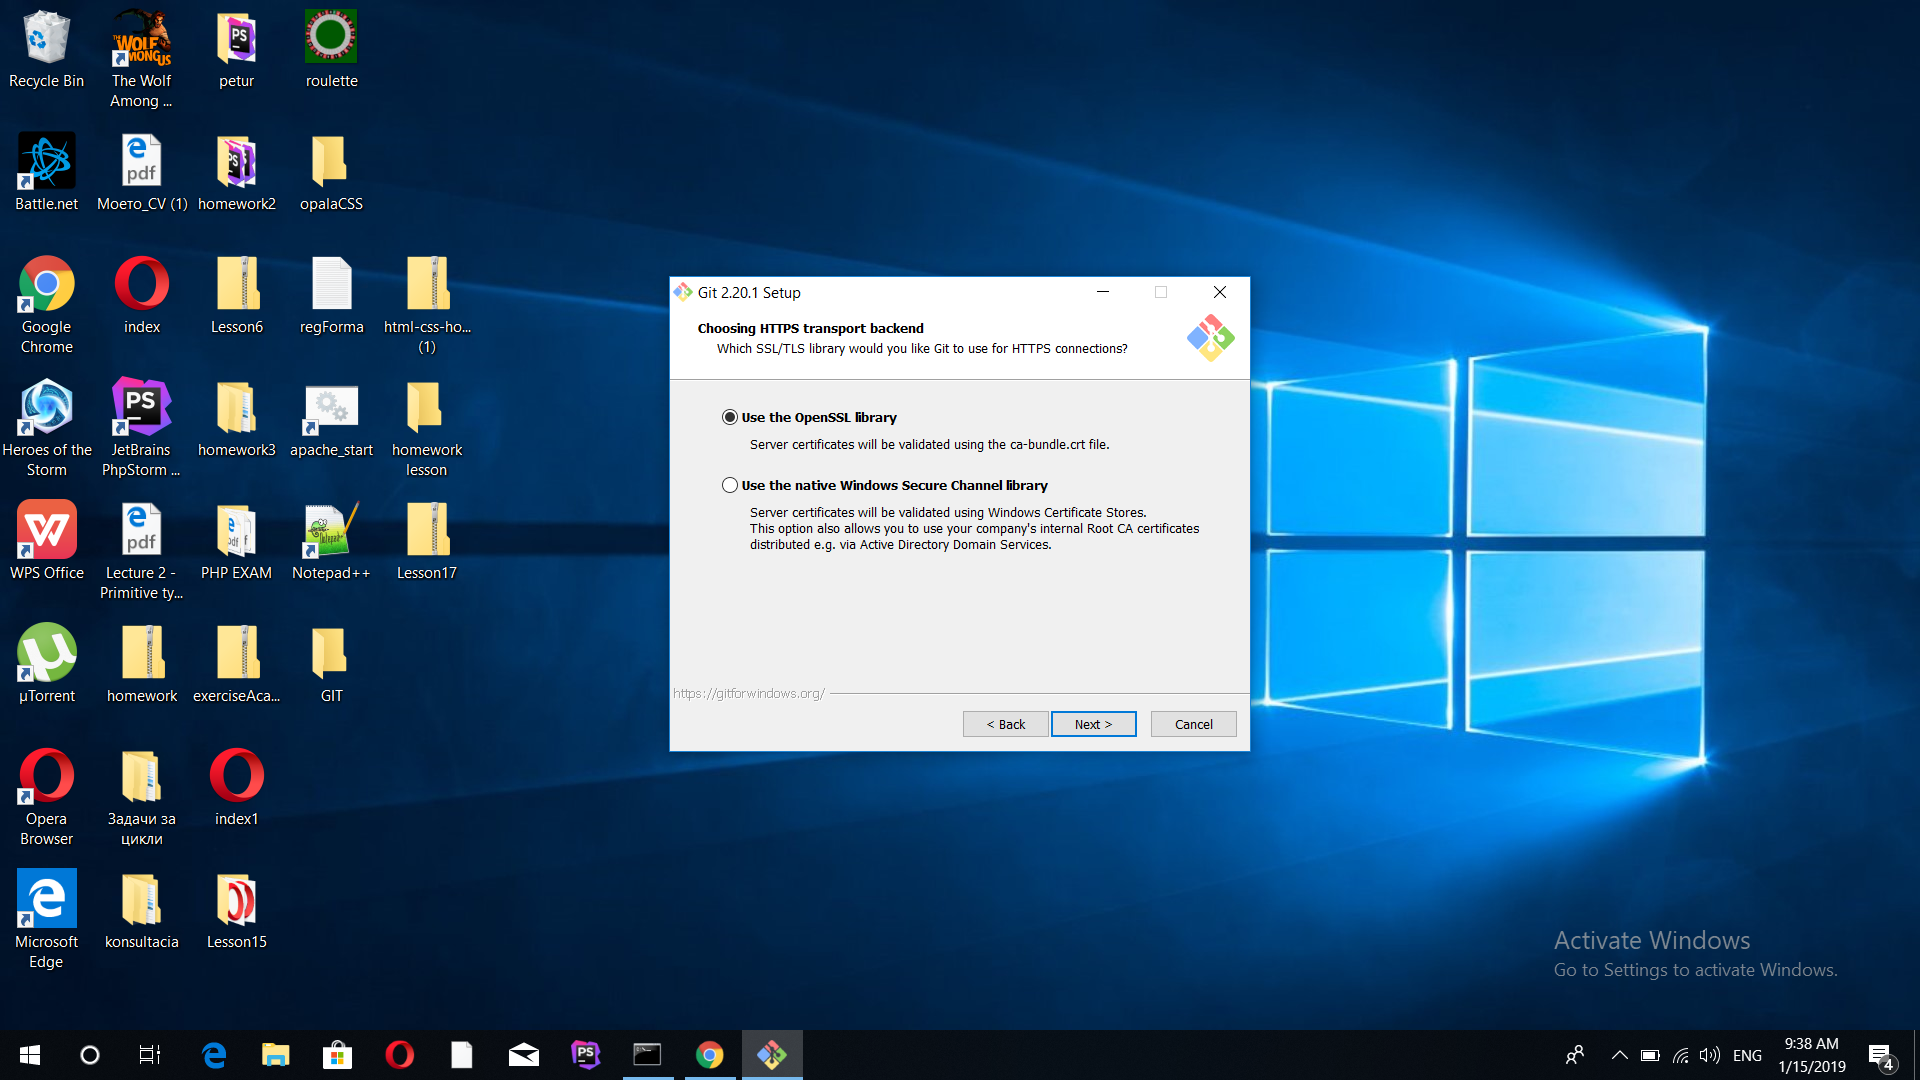 Recycle Bin
The Wolf
Among ...
petur
roulette
Battle.net
Моето_CV (1)
homework2
opalaCSS
Google
Chrome
index
Lesson6
regForma
html-css-ho...
(1)
Heroes of the
Storm
JetBrains
PhpStorm ...
homework3
apache_start
homework
lesson
WPS Office
Lecture 2 -
Primitive ty...
PHP EXAM
Notepad++
Lesson17
µTorrent
homework
exerciseAca...
GIT
Opera
Browser
Задачи за
цикли
index1
Microsoft
Edge
konsultacia
Lesson15
THE
WOLF
AMONG US
PS
pdf
Git 2.20.1 Setup
Choosing HTTPS transport backend
Which SSL/TLS library would you like Git to use for HTTPS connections?
Use the OpenSSL library
Server certificates will be validated using the ca-bundle.crt file.
Use the native Windows Secure Channel library
Server certificates will be validated using Windows Certificate Stores.
This option also allows you to use your company's internal Root CA certificates
distributed e.g. via Active Directory Domain Services.
https://gitforwindows.org/
< Back
Next >
Cancel
Activate Windows
Go to Settings to activate Windows.
ENG
9:38 AM
1/15/2019
4